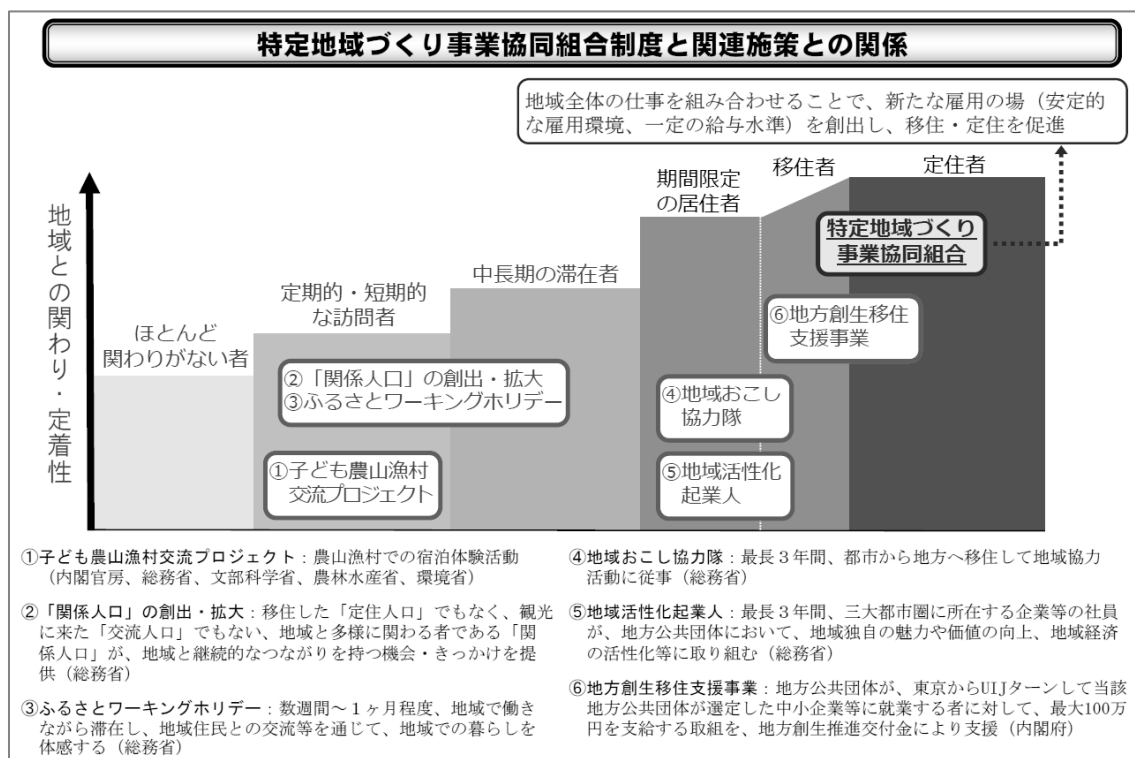 特定地域づくり事業協同組合制度と関連施策との関係
地域全体の仕事を組み合わせることで、新たな雇用の場（安定的
な雇用環境、一定の給与水準）を創出し、移住・定住を促進
地域との関わり・定着性
ほとんど
関わりがない者
定期的・短期的
な訪問者
中長期の滞在者
期間限定
の居住者
移住者
定住者
特定地域づくり
事業協同組合
⑥地方創生移住
支援事業
②「関係人口」の創出・拡大
③ふるさとワーキングホリデー
④地域おこし
協力隊
①子ども農山漁村
交流プロジェクト
⑤地域活性化
起業人
①子ども農山漁村交流プロジェクト：農山漁村での宿泊体験活動
（内閣官房、総務省、文部科学省、農林水産省、環境省）
②「関係人口」の創出・拡大：移住した「定住人口」でもなく、観光
に来た「交流人口」でもない、地域と多様に関わる者である「関
係人口」が、地域と継続的なつながりを持つ機会・きっかけを提
供（総務省）
③ふるさとワーキングホリデー：数週間～１ヶ月程度、地域で働き
ながら滞在し、地域住民との交流等を通じて、地域での暮らしを
体感する（総務省）
④地域おこし協力隊：最長３年間、都市から地方へ移住して地域協力
活動に従事（総務省）
⑤地域活性化起業人：最長３年間、三大都市圏に所在する企業等の社員
が、地方公共団体において、地域独自の魅力や価値の向上、地域経済
の活性化等に取り組む（総務省）
⑥地方創生移住支援事業：地方公共団体が、東京からUIJターンして当該
地方公共団体が選定した中小企業等に就業する者に対して、最大100万
円を支給する取組を、地方創生推進交付金により支援（内閣府）